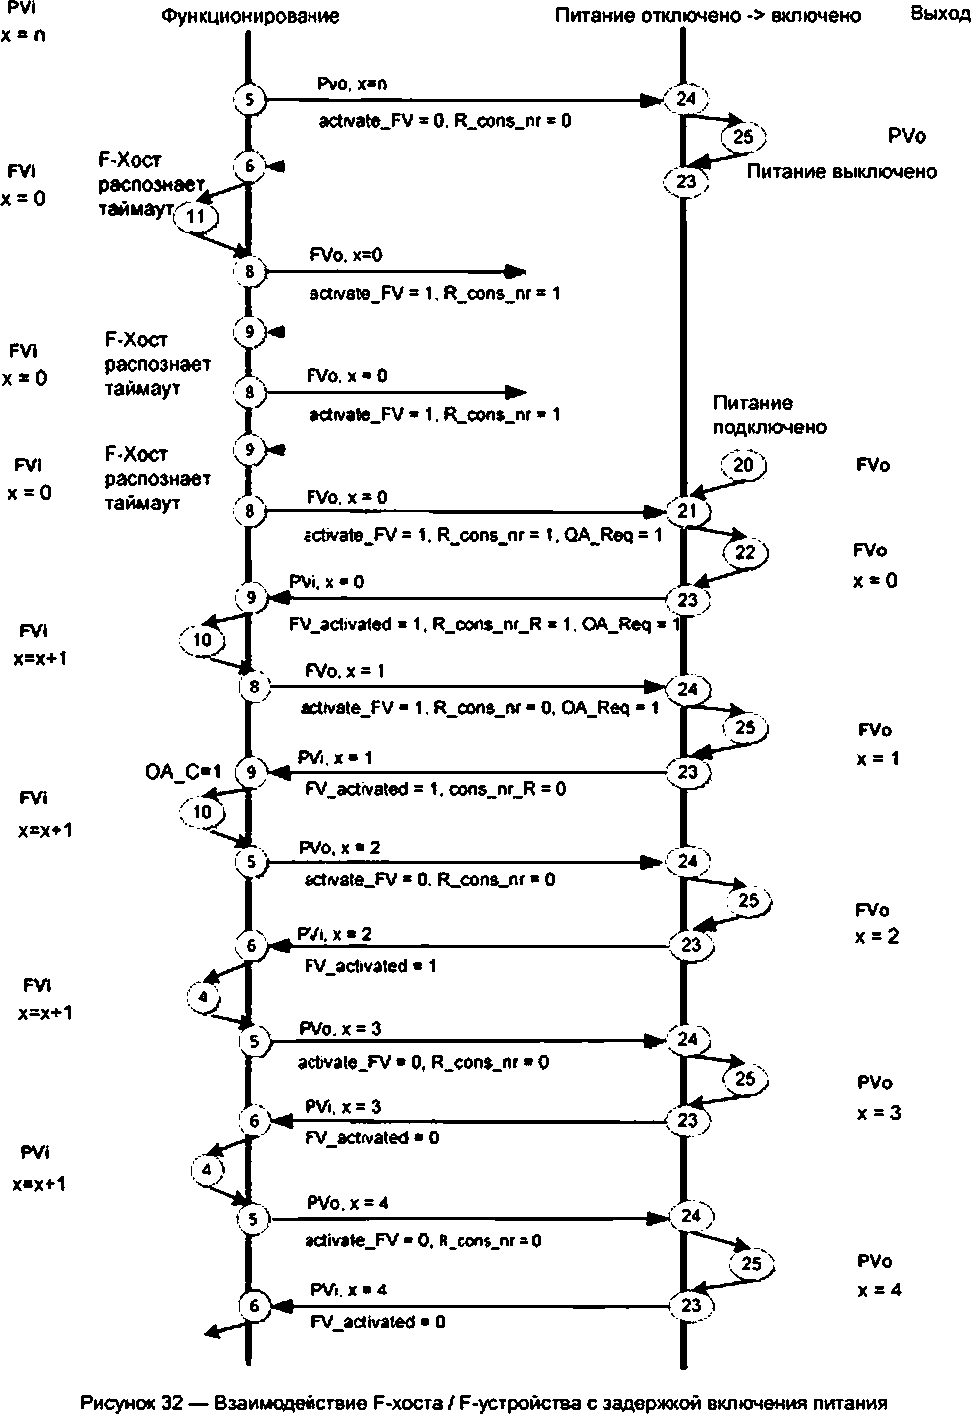 PVi
x = n
Функционирование
Питание отключено -> включено
Выход
5
Pvo, x=n
activate_FV = 0, R_cons_nr = 0
24
25
PVo
FVi
x = 0
F-Хост
распознает
таймаут
6
11
23
Питание выключено
8
FVo, x=0
activate_FV = 1, R_cons_nr = 1
9
FVi
x = 0
F-Хост
распознает
таймаут
8
FVo, x = 0
activate_FV = 1, R_cons_nr = 1
Питание
подключено
9
FVi
x = 0
F-Хост
распознает
таймаут
20
FVo
8
FVo, x = 0
activate_FV = 1, R_cons_nr = 1, OA_Req = 1
21
22
FVo
x = 0
9
PVi, x = 0
FV_activated = 1, R_cons_nr_R = 1, OA_Req = 1
23
FVi
x=x+1
10
8
FVo, x = 1
activate_FV = 1, R_cons_nr = 0, OA_Req = 1
24
25
FVo
x = 1
OA_C=1
9
PVi, x = 1
FV_activated = 1, cons_nr_R = 0
23
FVi
x=x+1
10
5
PVo, x = 2
activate_FV = 0, R_cons_nr = 0
24
25
FVo
x = 2
6
PVi, x = 2
FV_activated = 1
23
FVi
x=x+1
4
5
PVo, x = 3
activate_FV = 0, R_cons_nr = 0
24
25
PVo
x = 3
6
PVi, x = 3
FV_activated = 0
23
PVi
x=x+1
4
5
PVo, x = 4
activate_FV = 0, R_cons_nr = 0
24
25
PVo
x = 4
6
PVi, x = 4
FV_activated = 0
23
Рисунок 32 — Взаимодействие F-хоста / F-устройства с задержкой включения питания